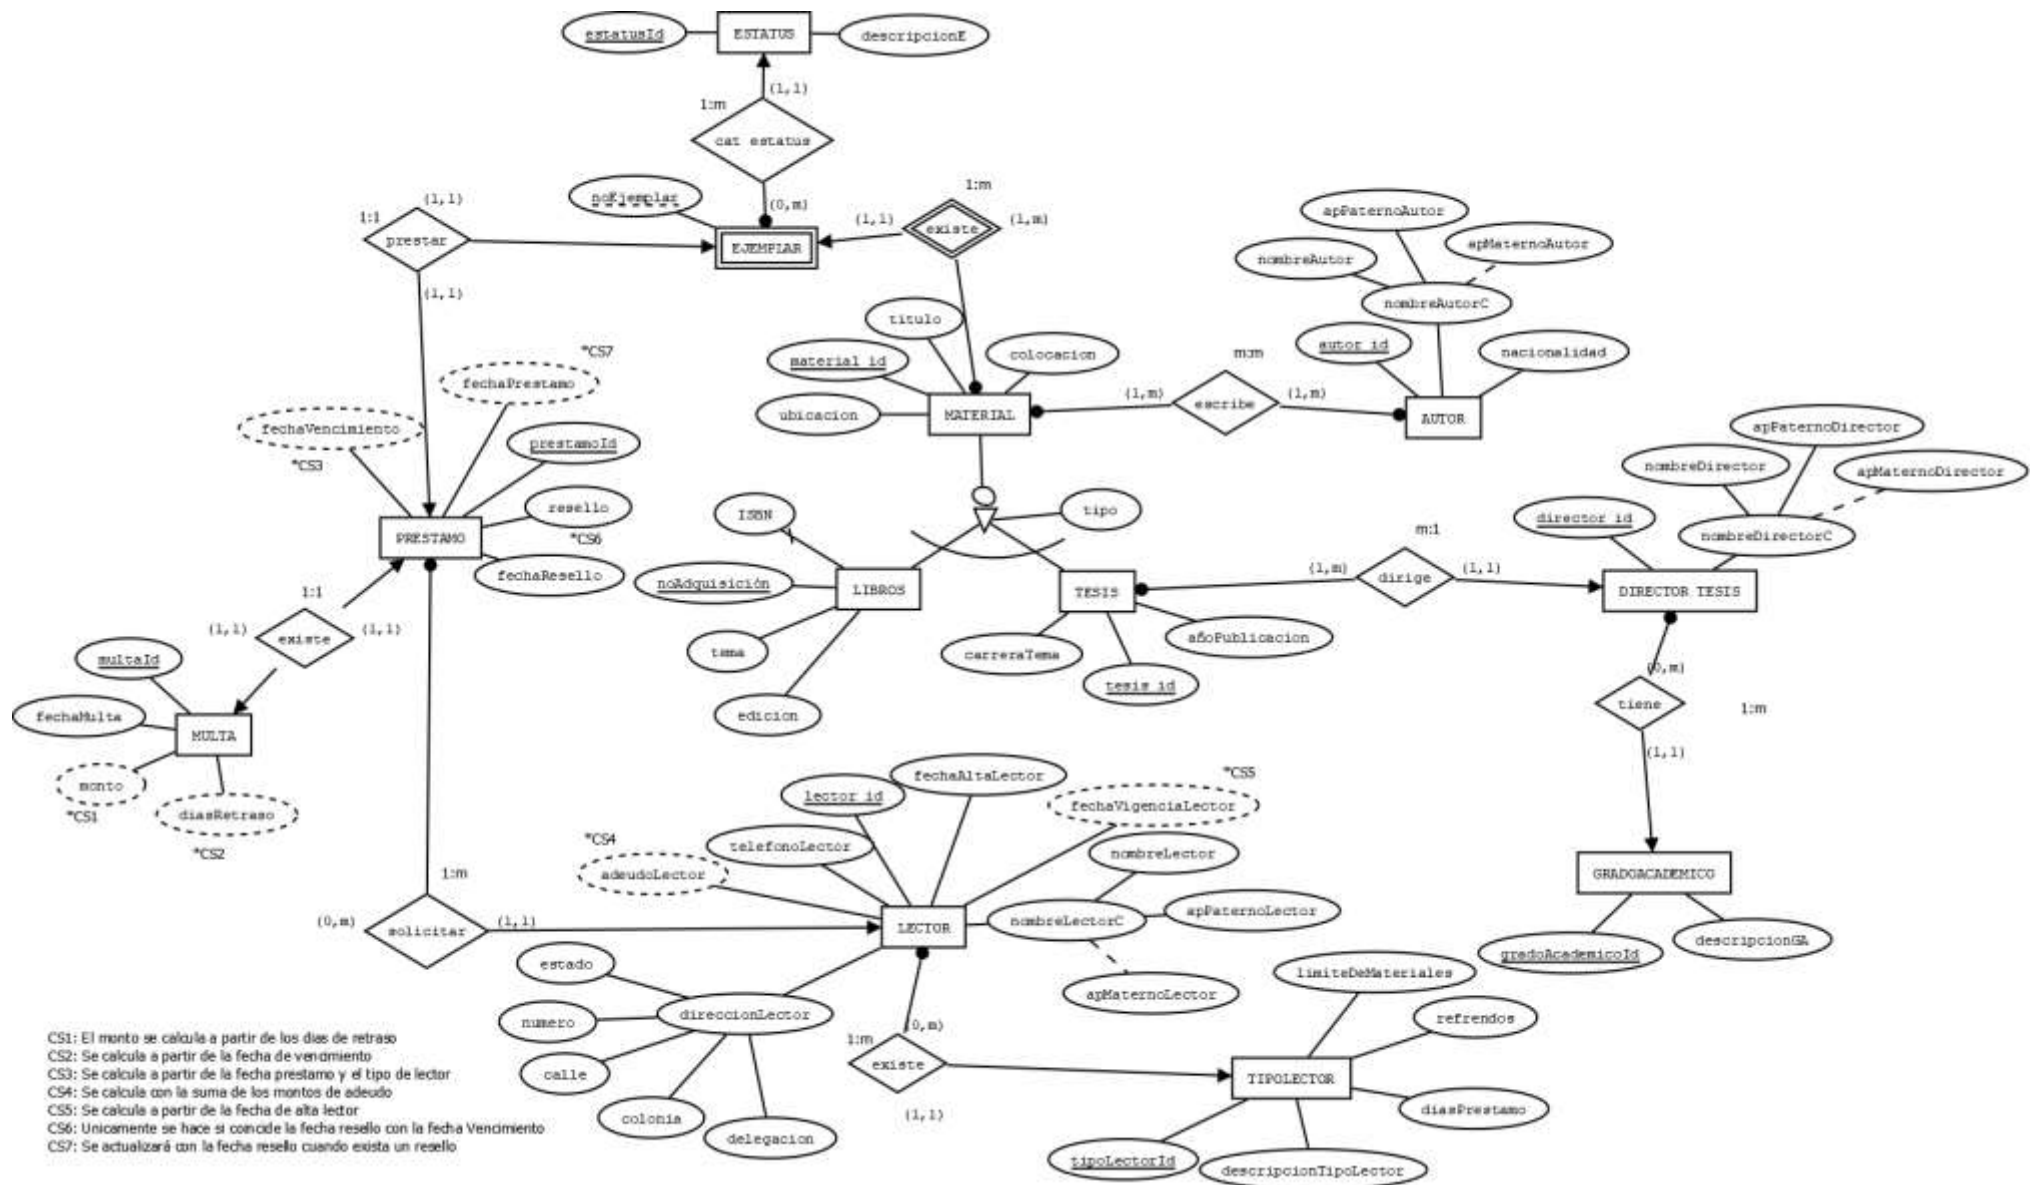 estatusId
ESTATUS
descripcionE
(1,1)
1:m
cat estatus
noEjemplar
(0,m)
1:m
(1,1)
1:1
prestar
EJEMPLAR
(1,1)
existe
(1,m)
(1,1)
apPaternoAutor
apMaternoAutor
nombreAutor
nombreAutorC
titulo
material id
colocacion
ubicacion
MATERIAL
m:m
autor id
nacionalidad
(1,m)
escribe
(1,m)
AUTOR
*CS7
fechaPrestamo
fechaVencimiento
*CS3
prestamoId
resello
*CS6
PRESTAMO
fechaResello
apPaternoDirector
nombreDirector
apMaternoDirector
director id
nombreDirectorC
ISBN
tipo
noAdquisición
LIBROS
TESIS
m:1
(1,m)
dirige
(1,1)
DIRECTOR TESIS
tema
edicion
carreraTema
añoPublicacion
tesis id
1:1
(1,1)
existe
(1,1)
multaId
fechaMulta
MULTA
monto
*CS1
diasRetraso
*CS2
(0,m)
tiene
1:m
(1,1)
GRADOACADEMICO
gradoAcademicoId
descripcionGA
fechaAltaLector
lector id
*CS5
fechaVigenciaLector
telefonoLector
*CS4
adeudoLector
nombreLector
1:m
(0,m)
solicitar
(1,1)
LECTOR
nombreLectorC
apPaternoLector
apMaternoLector
estado
numero
direccionLector
calle
colonia
delegacion
(0,m)
1:m
existe
(1,1)
limiteDeMateriales
refrendos
TIPOLECTOR
diasPrestamo
tipoLectorId
descripcionTipoLector
CS1: El monto se calcula a partir de los dias de retraso
CS2: Se calcula a partir de la fecha de vencimiento
CS3: Se calcula a partir de la fecha prestamo y el tipo de lector
CS4: Se calcula con la suma de los montos de adeudo
CS5: Se calcula a partir de la fecha de alta lector
CS6: Unicamente se hace si coincide la fecha resello con la fecha Vencimiento
CS7: Se actualizará con la fecha resello cuando exista un resello